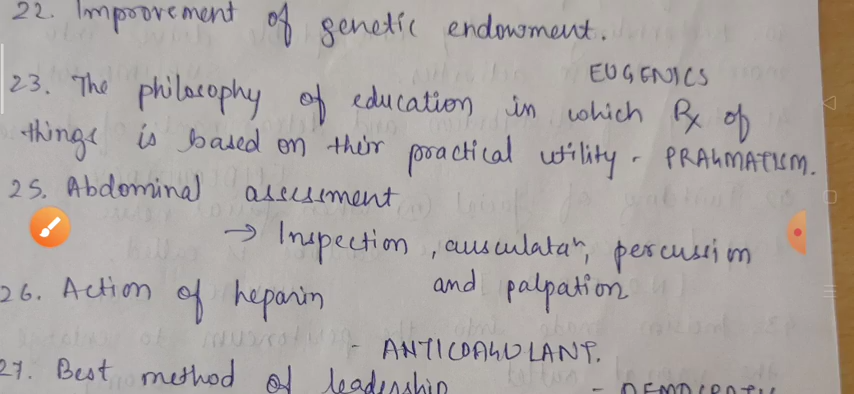 22. Improvement of genetic endowment.
EUGENICS
23. The philosophy of education in which Rx of
things is based on their practical utility - PRAGMATISM.
25. Abdominal assessment
→ Inspection, auscultatn, percussion
and palpation
26. Action of heparin
- ANTICOAGULANT.
27. Best method of leadership